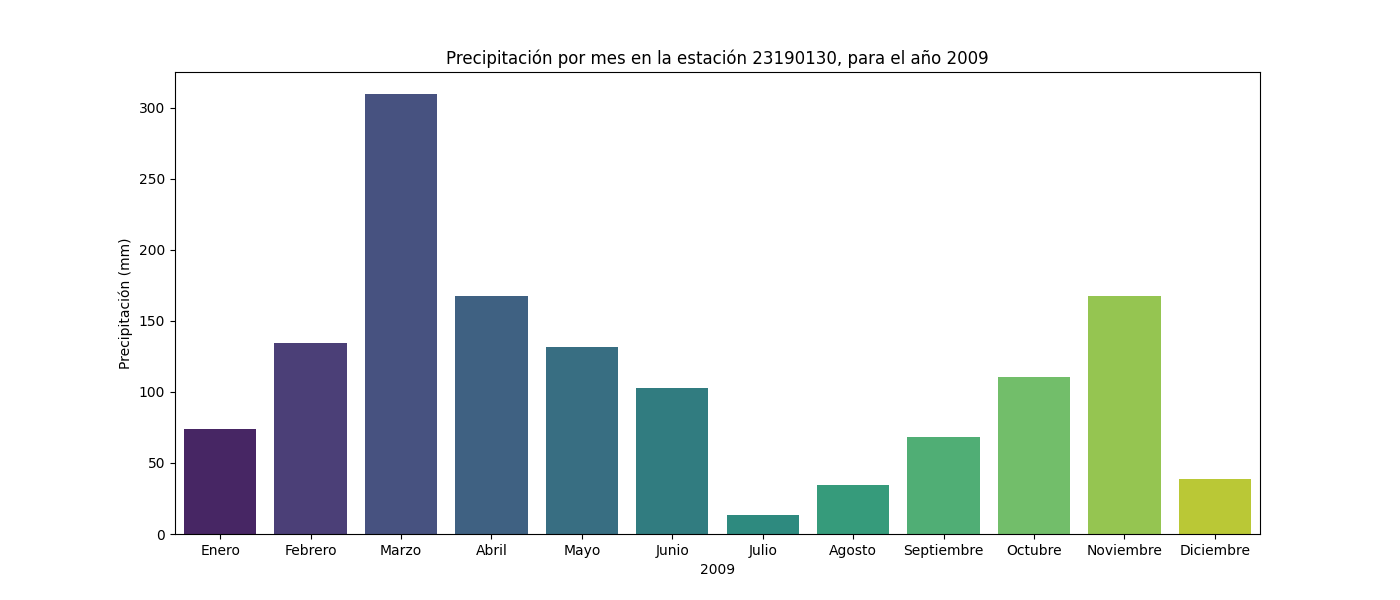 Precipitación por mes en la estación 23190130, para el año 2009
Precipitación (mm)
300
250
200
150
100
50
0
Enero Febrero Marzo Abril Mayo Junio Julio Agosto Septiembre Octubre Noviembre Diciembre
2009